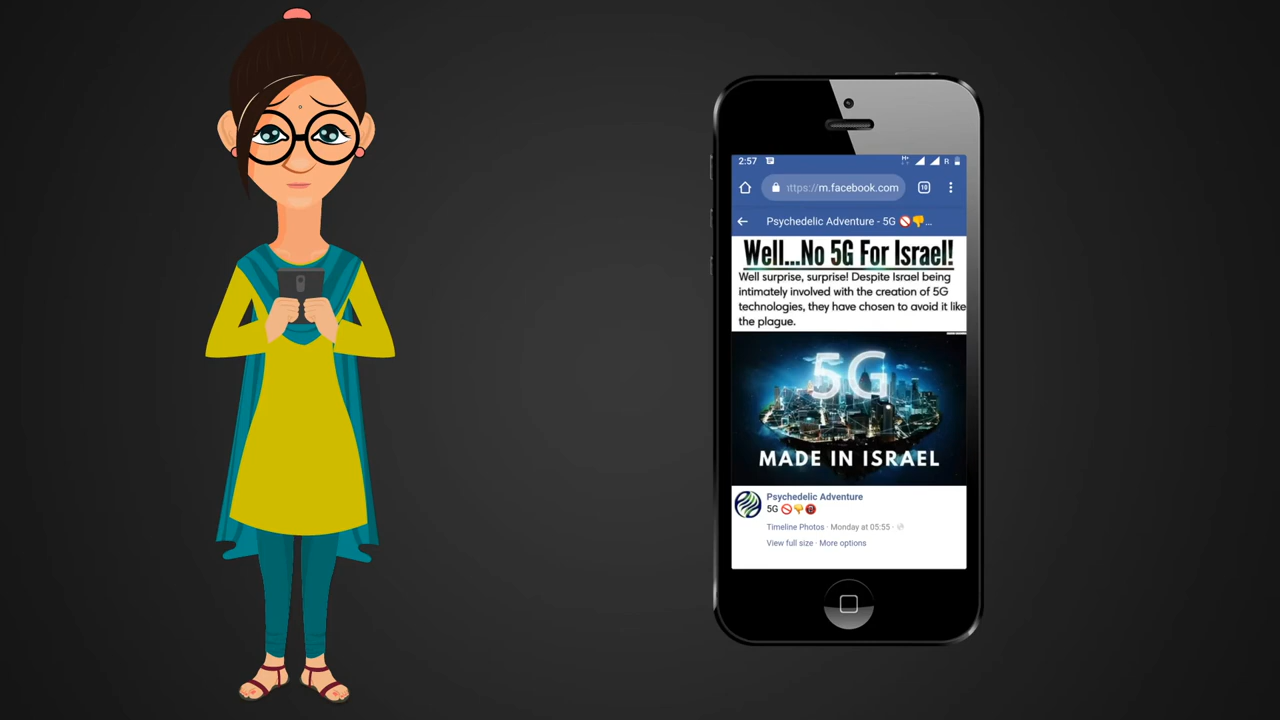 2:57 H+ R
ttps://m.facebook.com 10
Psychedelic Adventure - 5G 🚫👎...
Well...No 5G For Israel!
Well surprise, surprise! Despite Israel being
intimately involved with the creation of 5G
technologies, they have chosen to avoid it like
the plague.
5G
MADE IN ISRAEL
Psychedelic Adventure
5G 🚫👎📵
Timeline Photos · Monday at 05:55 ·
View full size · More options